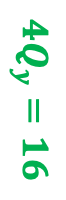 4Qy = 16